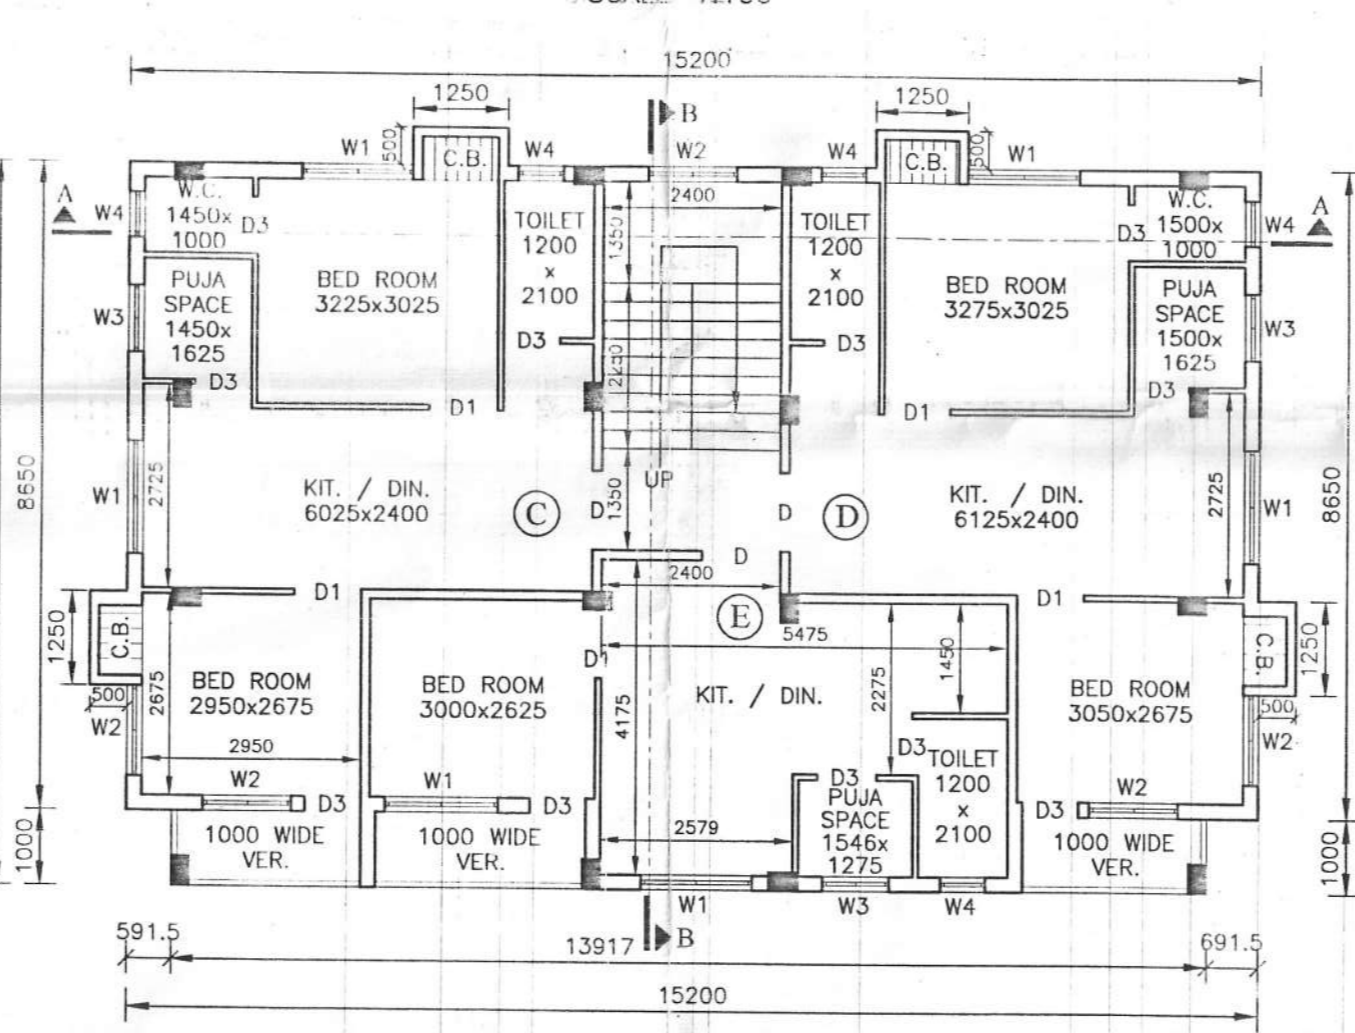 15200
1250
1250
B
500
W1
C.B.
W4
W2
W4
C.B.
500
W1
A
W4
W.C.
1450x
1000
D3
TOILET
1200
x
2100
2400
1350
TOILET
1200
x
2100
D3
W.C.
1500x
1000
W4
A
BED ROOM
3225x3025
BED ROOM
3275x3025
PUJA
SPACE
1450x
1625
PUJA
SPACE
1500x
1625
W3
W3
D3
D3
2250
D3
D1
D1
D3
8650
W1
2725
KIT. / DIN.
6025x2400
C
D
1350
UP
D
D
KIT. / DIN.
6125x2400
2725
W1
8650
D
2400
D1
D1
E
5475
1250
C.B.
500
W2
2675
BED ROOM
2950x2675
2950
BED ROOM
3000x2625
D1
4175
KIT. / DIN.
2275
1450
BED ROOM
3050x2675
C.B.
1250
500
W2
D3
TOILET
1200
x
2100
W2
D3
W1
D3
D3
PUJA
SPACE
1546x
1275
D3
W2
2579
1000
1000 WIDE
VER.
1000 WIDE
VER.
1000 WIDE
VER.
1000
W1
W3
W4
B
591.5
13917
691.5
15200